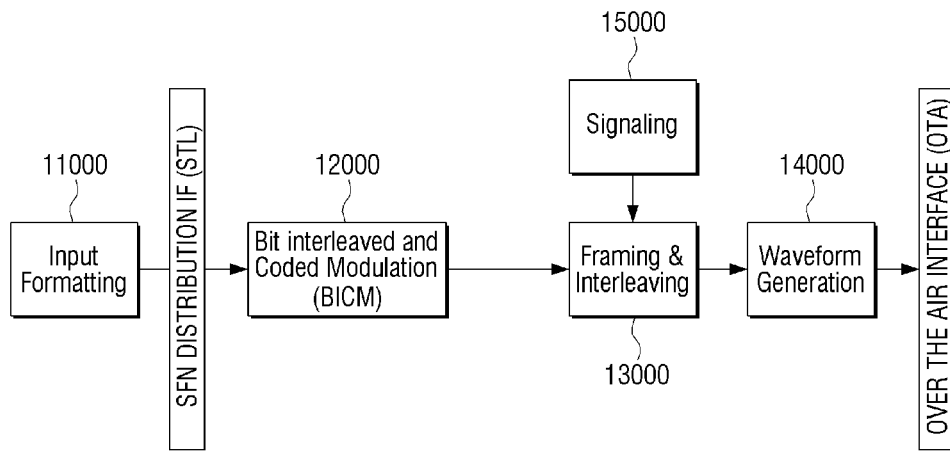 15000
Signaling
11000
Input
Formatting
SFN DISTRIBUTION IF (STL)
12000
Bit interleaved and
Coded Modulation
(BICM)
Framing &
Interleaving
13000
14000
Waveform
Generation
OVER THE AIR INTERFACE (OTA)